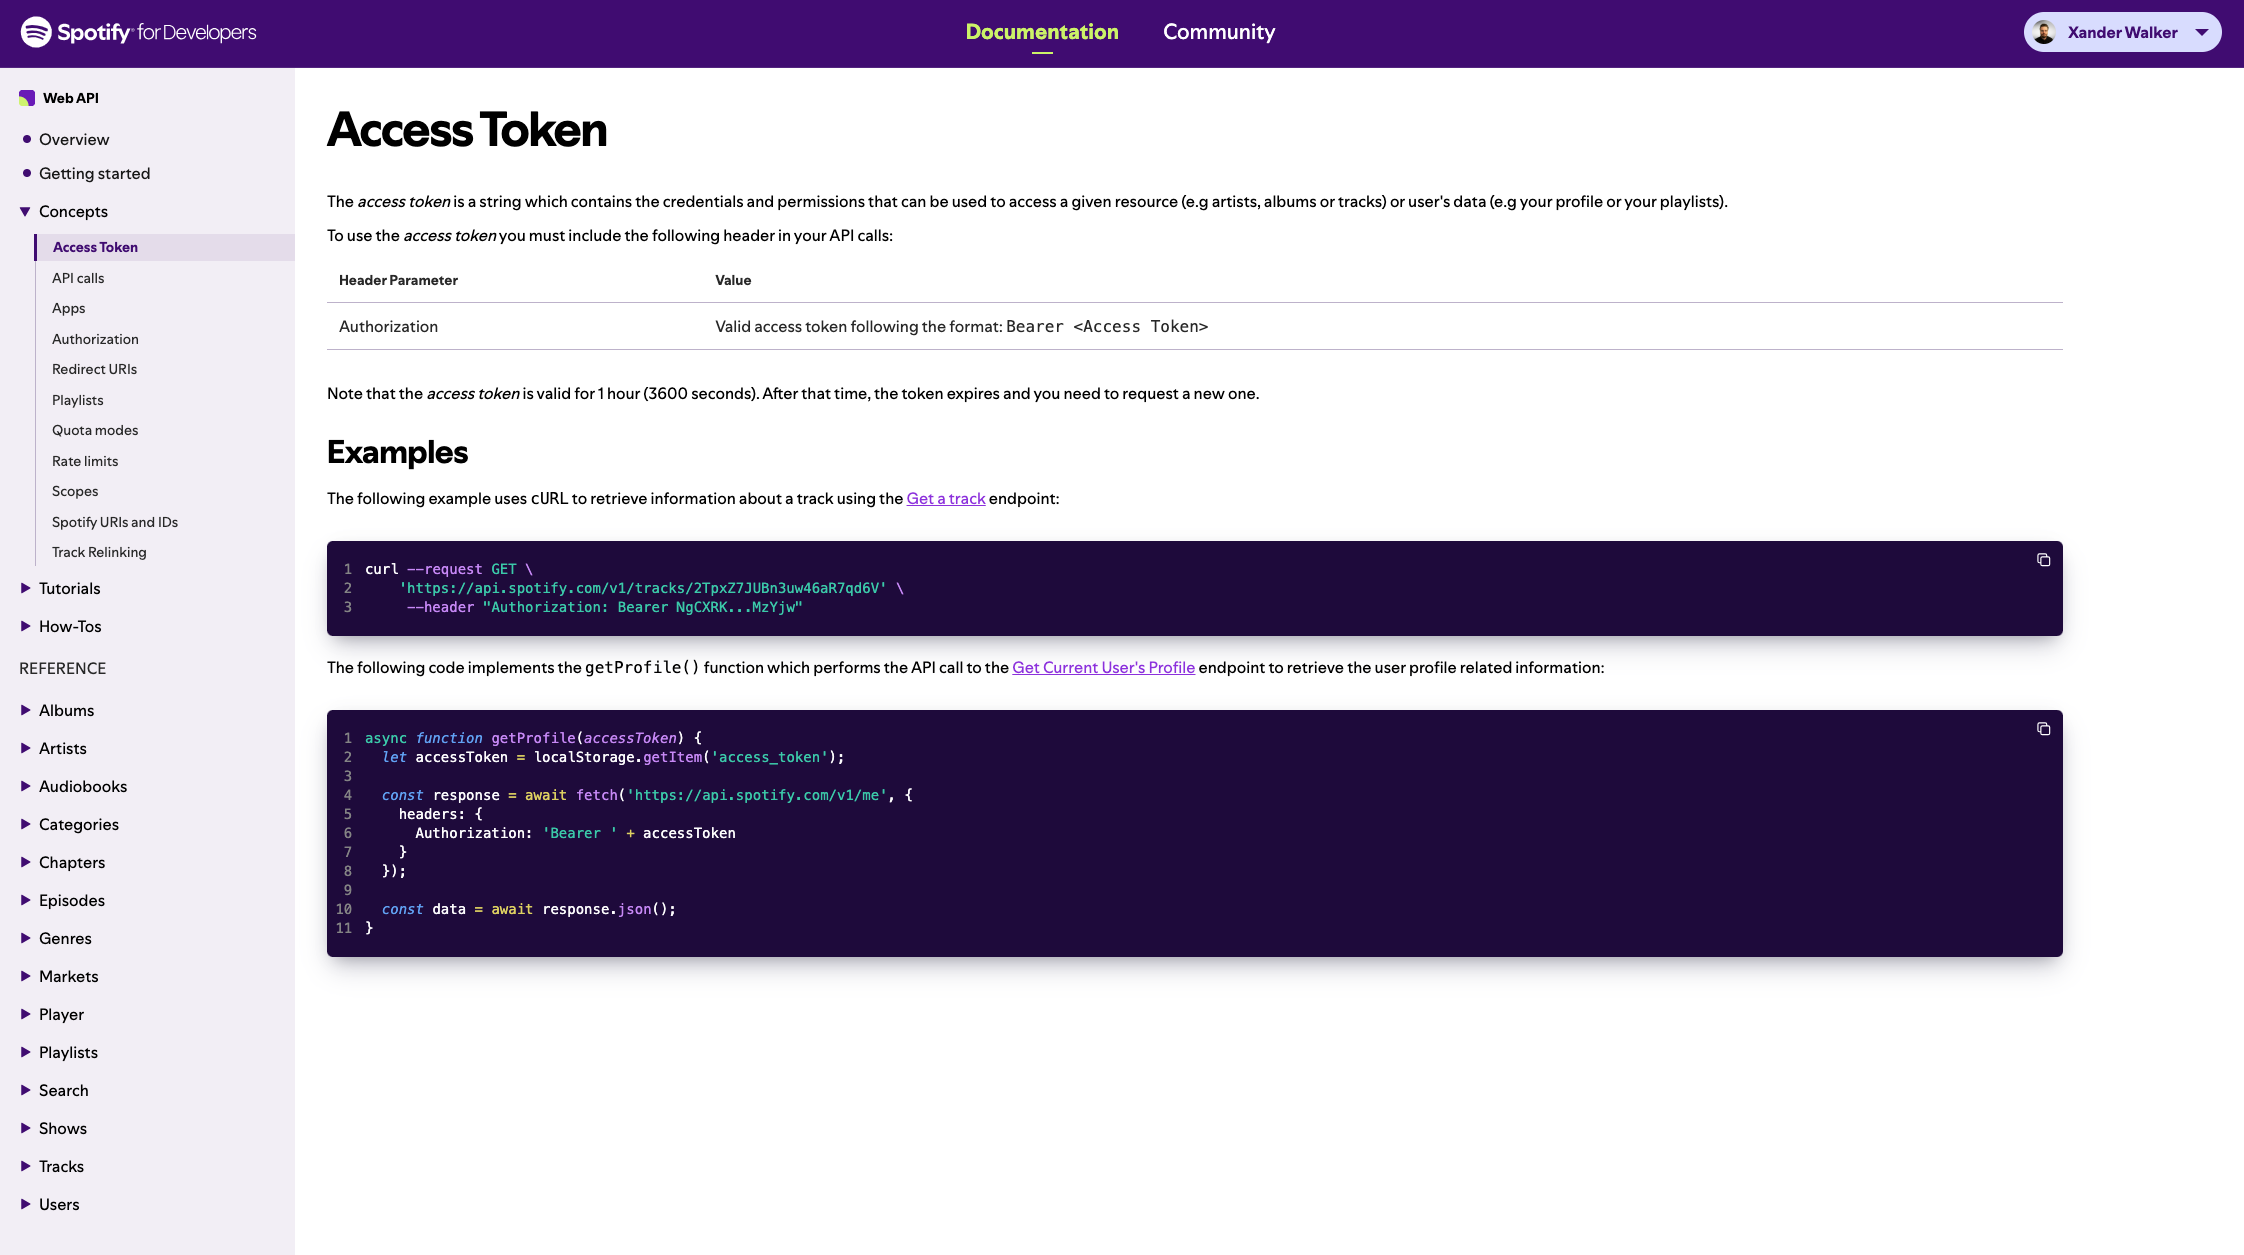 Spotify® for Developers
Documentation
Community
Xander Walker
Web API
Overview
Getting started
Concepts
Access Token
API calls
Apps
Authorization
Redirect URIs
Playlists
Quota modes
Rate limits
Scopes
Spotify URIs and IDs
Track Relinking
Tutorials
How-Tos
REFERENCE
Albums
Artists
Audiobooks
Categories
Chapters
Episodes
Genres
Markets
Player
Playlists
Search
Shows
Tracks
Users
Access Token
The access token is a string which contains the credentials and permissions that can be used to access a given resource (e.g artists, albums or tracks) or user's data (e.g your profile or your playlists).
To use the access token you must include the following header in your API calls:
Header Parameter Value
Authorization Valid access token following the format: Bearer <Access Token>
Note that the access token is valid for 1 hour (3600 seconds). After that time, the token expires and you need to request a new one.
Examples
The following example uses cURL to retrieve information about a track using the Get a track endpoint:
1 curl --request GET \
2     'https://api.spotify.com/v1/tracks/2TpxZ7JUBn3uw46aR7qd6V' \
3      --header "Authorization: Bearer NgCXRK...MzYjw"
The following code implements the getProfile() function which performs the API call to the Get Current User's Profile endpoint to retrieve the user profile related information:
1 async function getProfile(accessToken) {
2   let accessToken = localStorage.getItem('access_token');
3
4   const response = await fetch('https://api.spotify.com/v1/me', {
5     headers: {
6       Authorization: 'Bearer ' + accessToken
7     }
8   });
9
10   const data = await response.json();
11 }